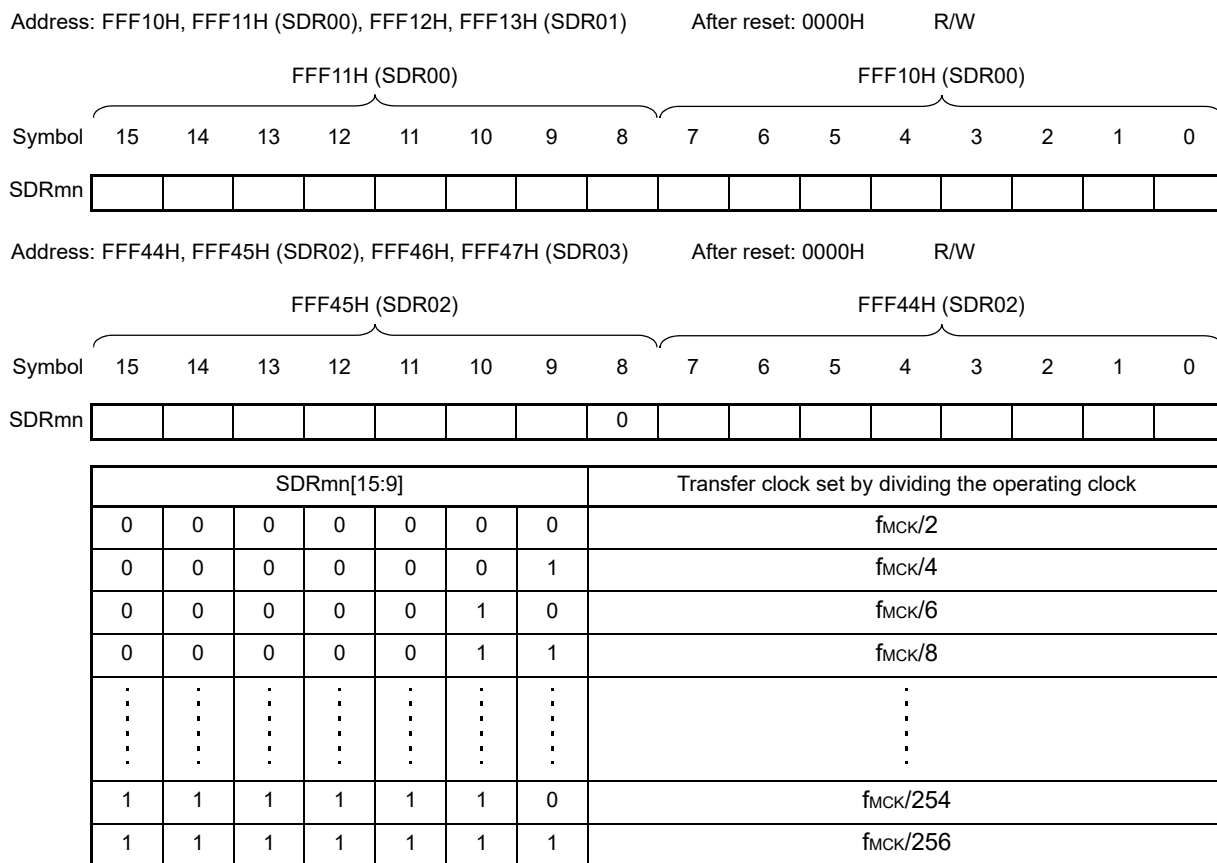 Address: FFF10H, FFF11H (SDR00), FFF12H, FFF13H (SDR01) After reset: 0000H R/W
FFF11H (SDR00) FFF10H (SDR00)
Symbol 15 14 13 12 11 10 9 8 7 6 5 4 3 2 1 0
SDRmn
Address: FFF44H, FFF45H (SDR02), FFF46H, FFF47H (SDR03) After reset: 0000H R/W
FFF45H (SDR02) FFF44H (SDR02)
Symbol 15 14 13 12 11 10 9 8 7 6 5 4 3 2 1 0
SDRmn 0
SDRmn[15:9] Transfer clock set by dividing the operating clock
0 0 0 0 0 0 0 fMCK/2
0 0 0 0 0 0 1 fMCK/4
0 0 0 0 0 1 0 fMCK/6
0 0 0 0 0 1 1 fMCK/8
1 1 1 1 1 1 0 fMCK/254
1 1 1 1 1 1 1 fMCK/256